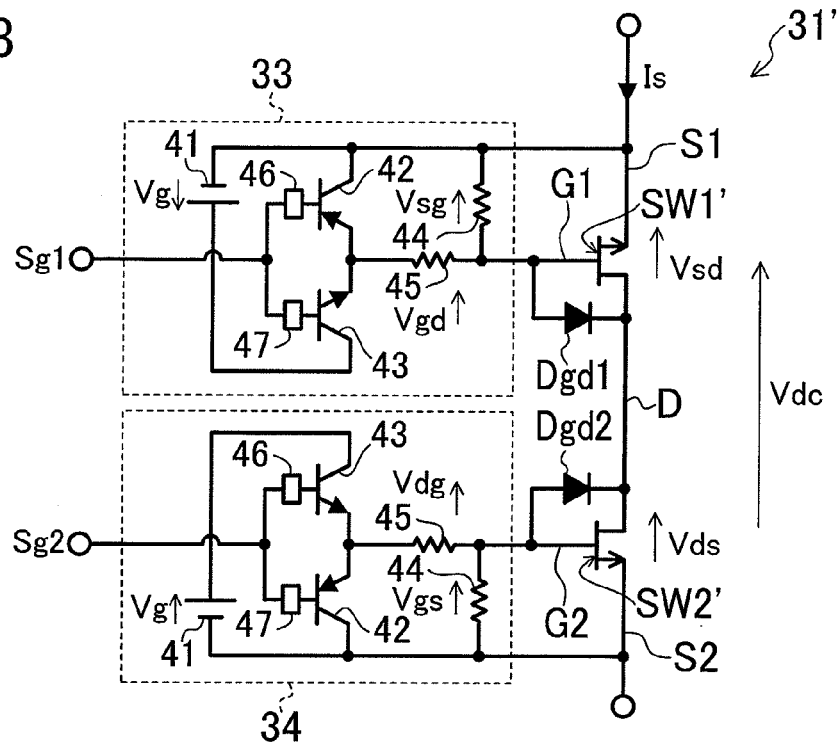 3
31'
33
Is
41
46
42
S1
Vg↓
Vsg↑
G1
SW1'
44
Sg1
↑Vsd
45
Vgd↑
47
43
Dgd1
Vdc
D
Dgd2
46
43
Vdg↑
45
Sg2
↑Vds
44
Vg↑
Vgs↑
SW2'
47
42
G2
41
S2
34